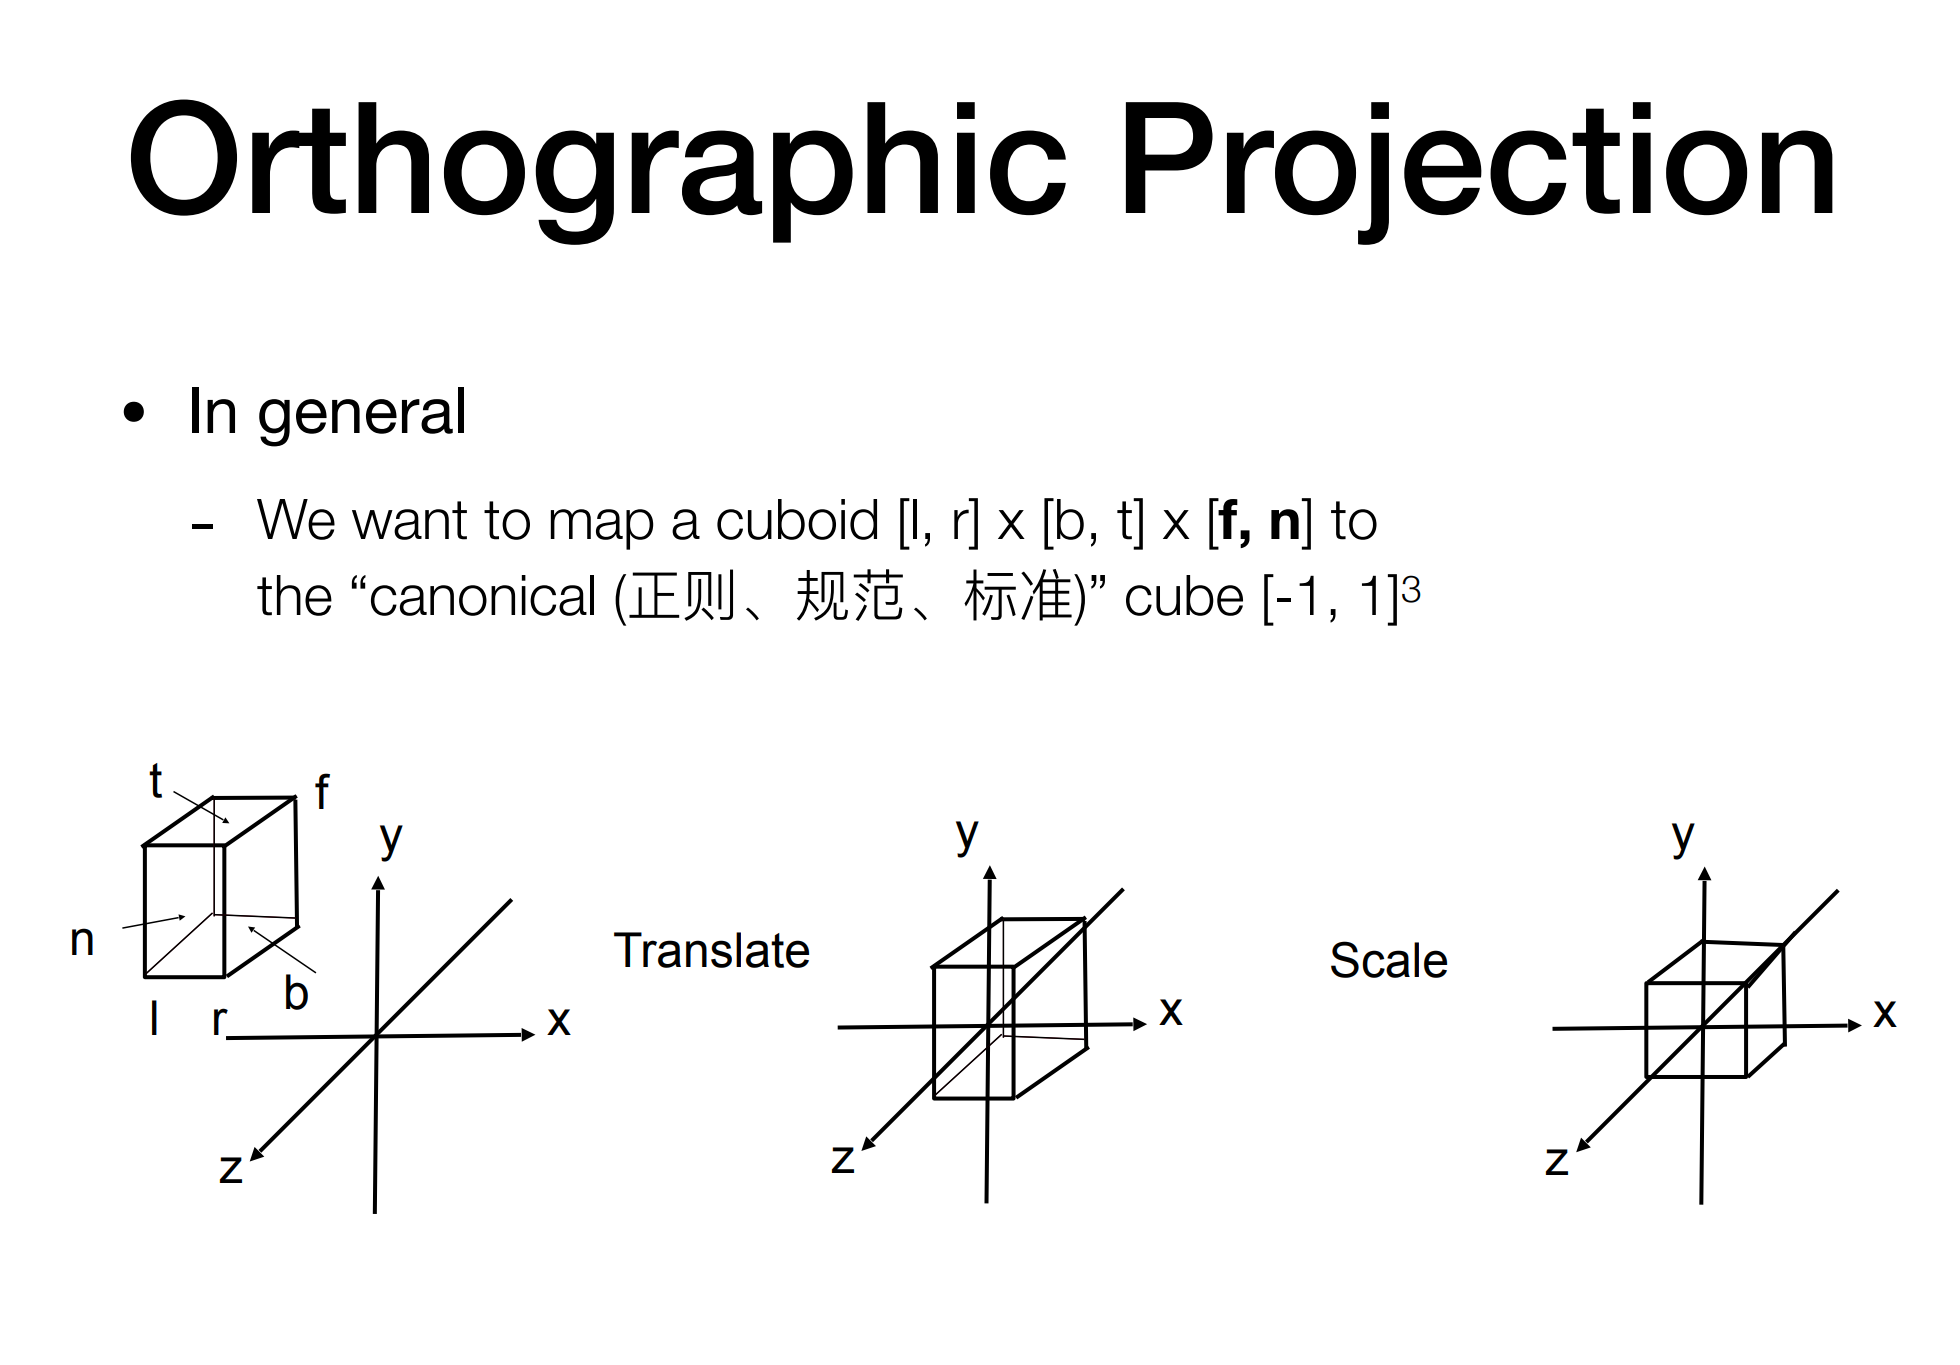 Orthographic Projection
• In general
- We want to map a cuboid [l, r] x [b, t] x [f, n] to
the “canonical (正则、规范、标准)” cube [-1, 1]³
t
f
n
l
r
b
y
x
z
Translate
y
x
z
Scale
y
x
z